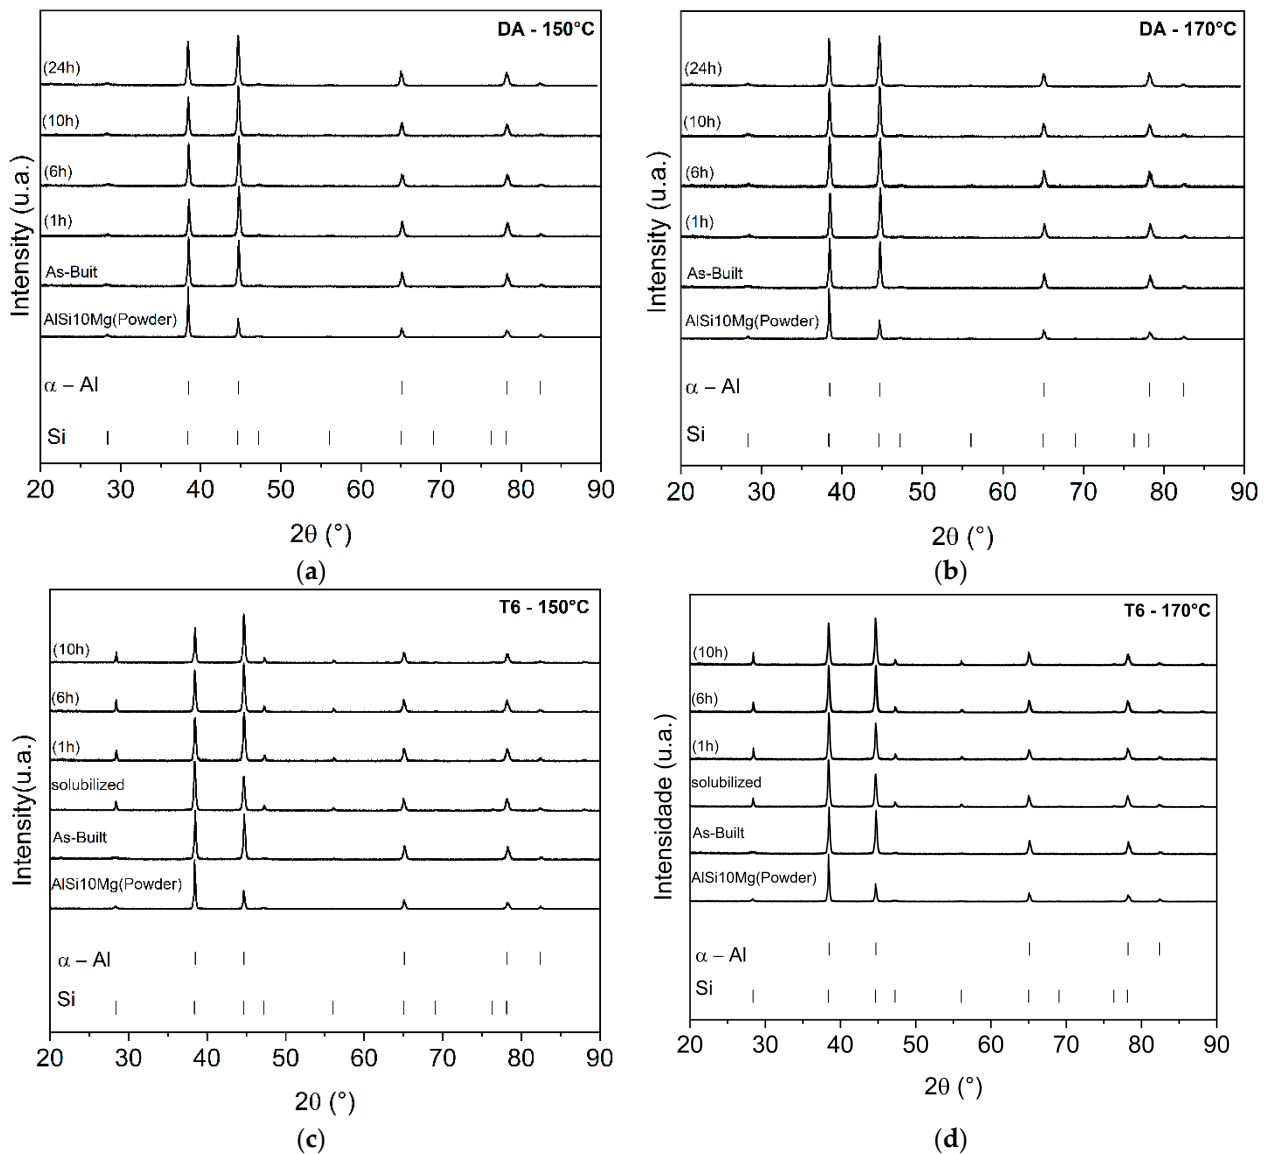 DA - 150°C
(24h)
(10h)
(6h)
(1h)
As-Buit
AlSi10Mg(Powder)
α – Al
Si
Intensity (u.a.)
20 30 40 50 60 70 80 90
2θ (°)
(a)
DA - 170°C
(24h)
(10h)
(6h)
(1h)
As-Built
AlSi10Mg(Powder)
α – Al
Si
Intensity (u.a.)
20 30 40 50 60 70 80 90
2θ (°)
(b)
T6 - 150°C
(10h)
(6h)
(1h)
solubilized
As-Built
AlSi10Mg(Powder)
α – Al
Si
Intensity(u.a.)
20 30 40 50 60 70 80 90
2θ (°)
(c)
T6 - 170°C
(10h)
(6h)
(1h)
solubilized
As-Built
AlSi10Mg(Powder)
α – Al
Si
Intensidade (u.a.)
20 30 40 50 60 70 80 90
2θ (°)
(d)